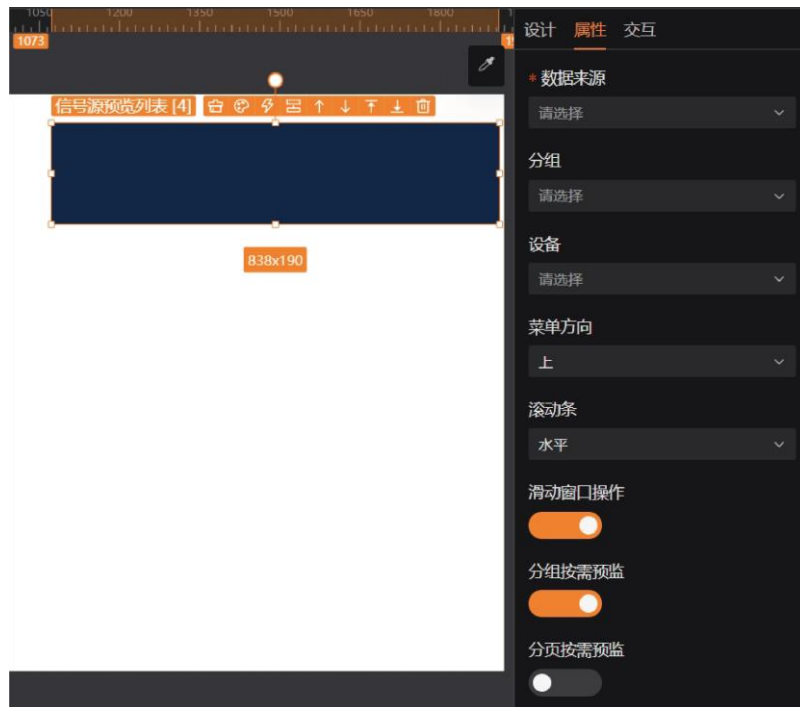 1050 1200 1350 1500 1650 1800
1073
信号源预览列表 [4]
838x190
设计 属性 交互
* 数据来源
请选择
分组
请选择
设备
请选择
菜单方向
上
滚动条
水平
滑动窗口操作
分组按需预监
分页按需预监